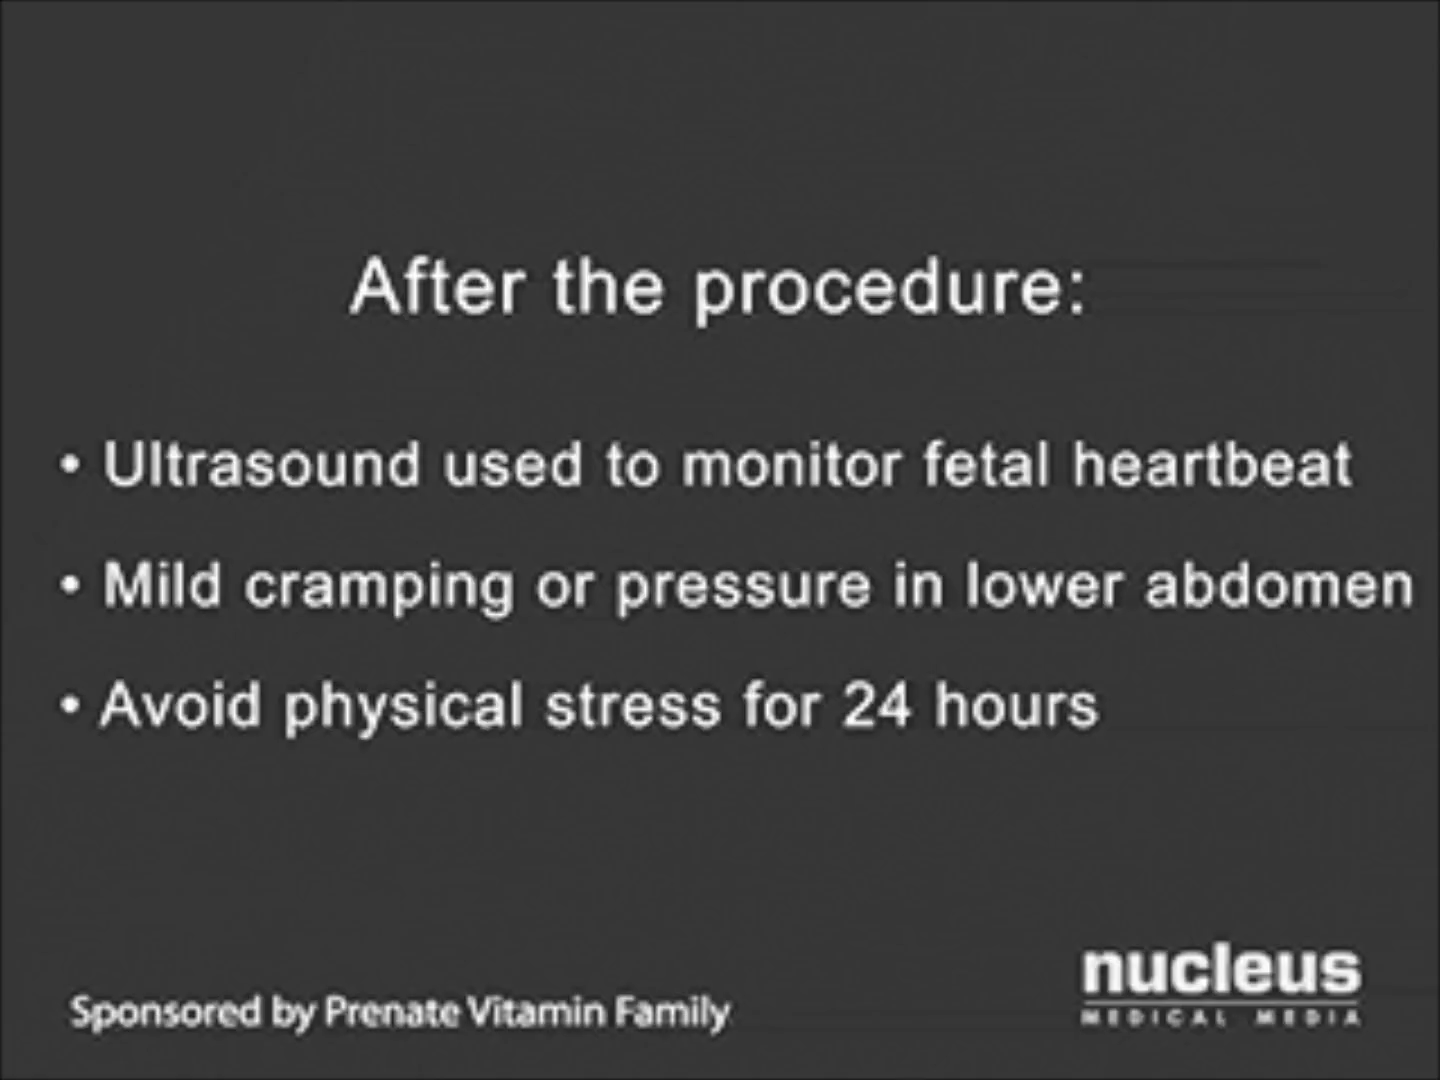 After the procedure:
• Ultrasound used to monitor fetal heartbeat
• Mild cramping or pressure in lower abdomen
• Avoid physical stress for 24 hours
Sponsored by Prenate Vitamin Family
nucleus
MEDICAL MEDIA